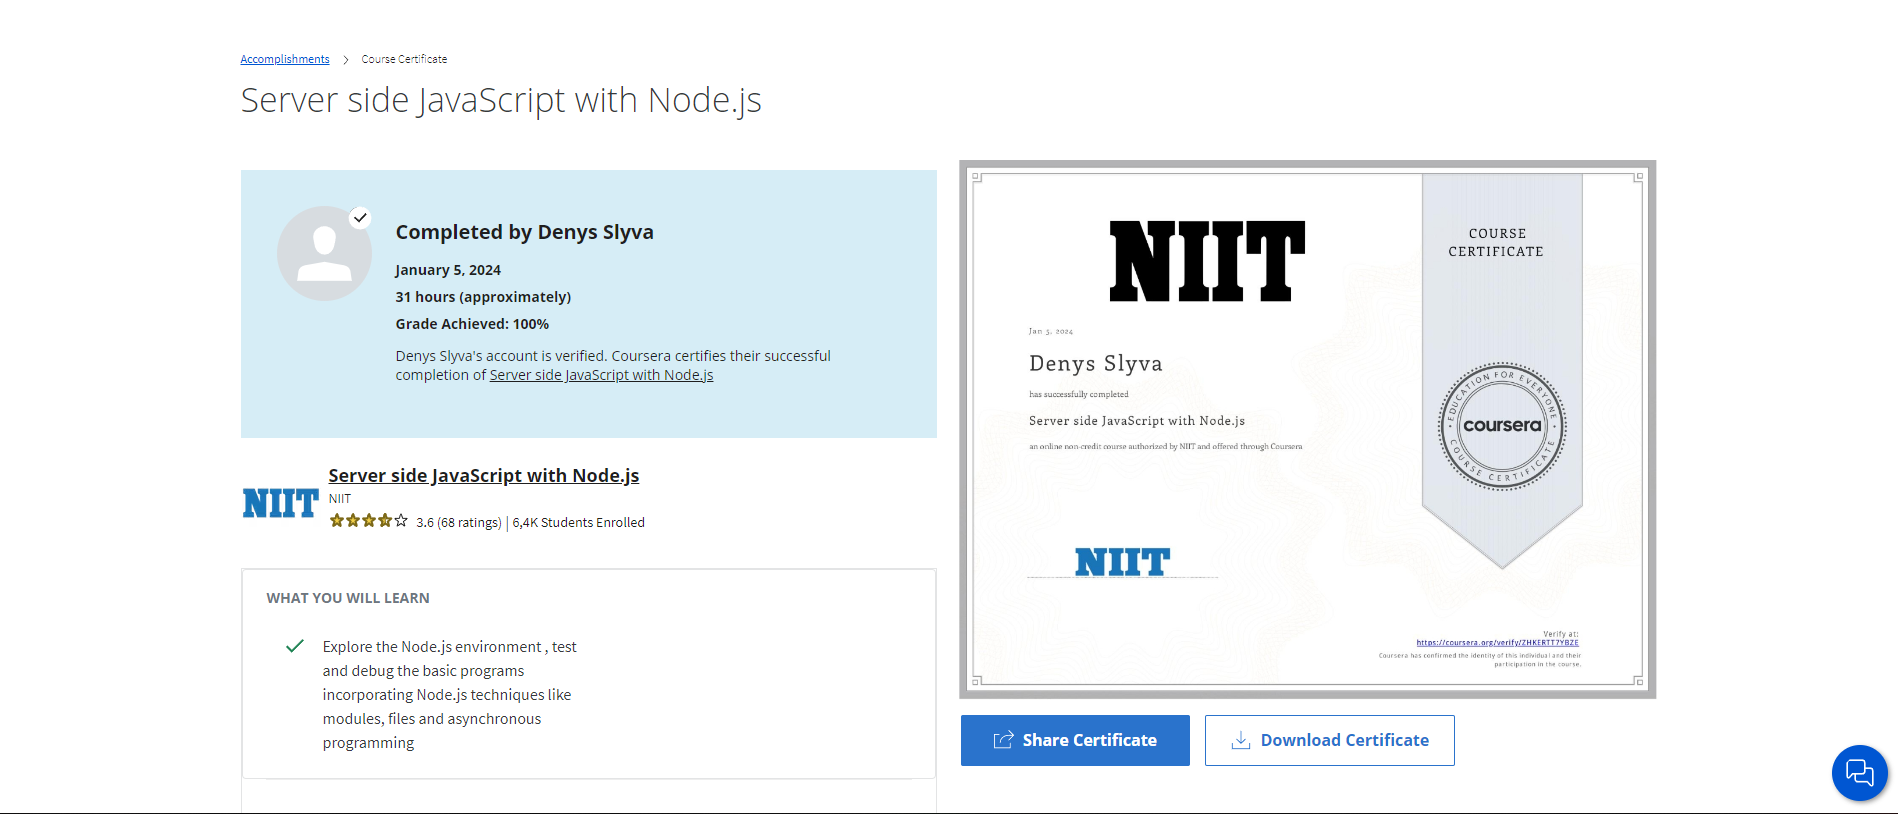 Accomplishments > Course Certificate
Server side JavaScript with Node.js
Completed by Denys Slyva
January 5, 2024
31 hours (approximately)
Grade Achieved: 100%
Denys Slyva's account is verified. Coursera certifies their successful
completion of Server side JavaScript with Node.js
NIIT
Server side JavaScript with Node.js
NIIT
3.6 (68 ratings) | 6,4K Students Enrolled
WHAT YOU WILL LEARN
Explore the Node.js environment , test
and debug the basic programs
incorporating Node.js techniques like
modules, files and asynchronous
programming
NIIT
Jan 5, 2024
Denys Slyva
has successfully completed
Server side JavaScript with Node.js
an online non-credit course authorized by NIIT and offered through Coursera
NIIT
COURSE
CERTIFICATE
EDUCATION FOR EVERYONE
coursera
COURSE CERTIFICATE
Verify at:
https://coursera.org/verify/ZHKERTT7YBZE
Coursera has confirmed the identity of this individual and their
participation in the course.
Share Certificate
Download Certificate